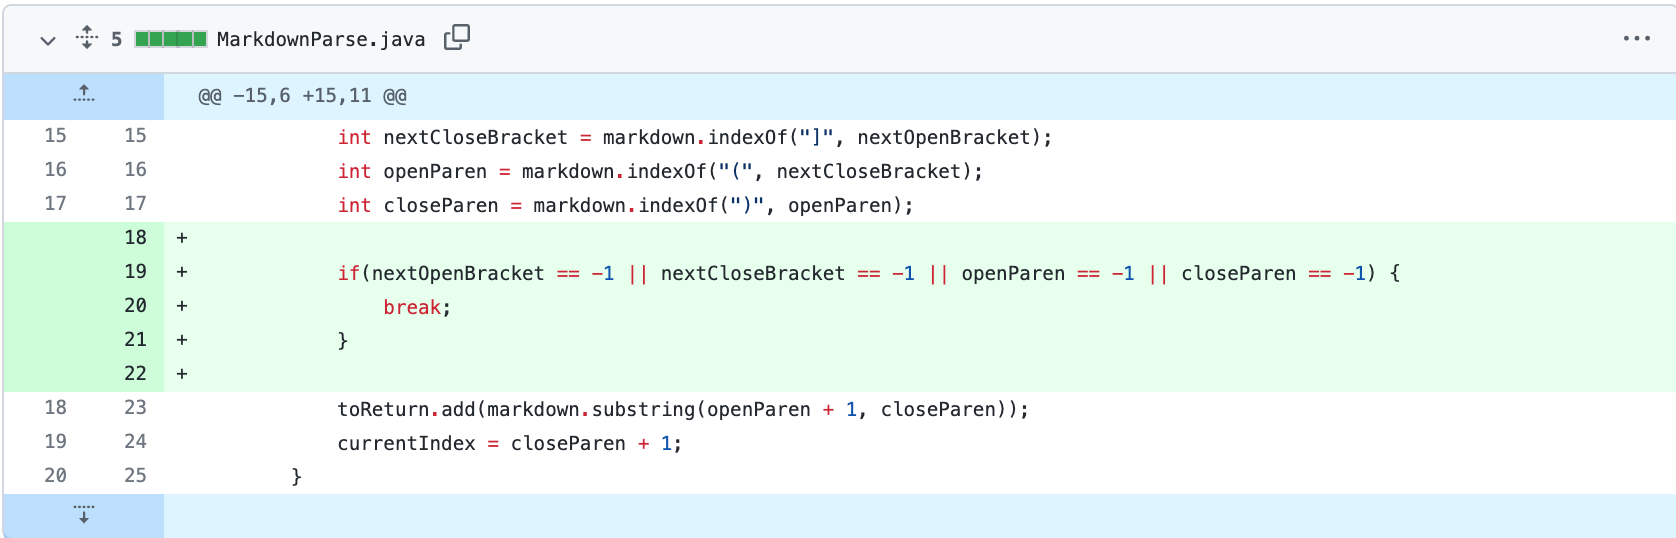 5 MarkdownParse.java
@@ -15,6 +15,11 @@
15 15 int nextCloseBracket = markdown.indexOf("]", nextOpenBracket);
16 16 int openParen = markdown.indexOf("(", nextCloseBracket);
17 17 int closeParen = markdown.indexOf(")", openParen);
18 +
19 + if(nextOpenBracket == -1 || nextCloseBracket == -1 || openParen == -1 || closeParen == -1) {
20 + break;
21 + }
22 +
18 23 toReturn.add(markdown.substring(openParen + 1, closeParen));
19 24 currentIndex = closeParen + 1;
20 25 }